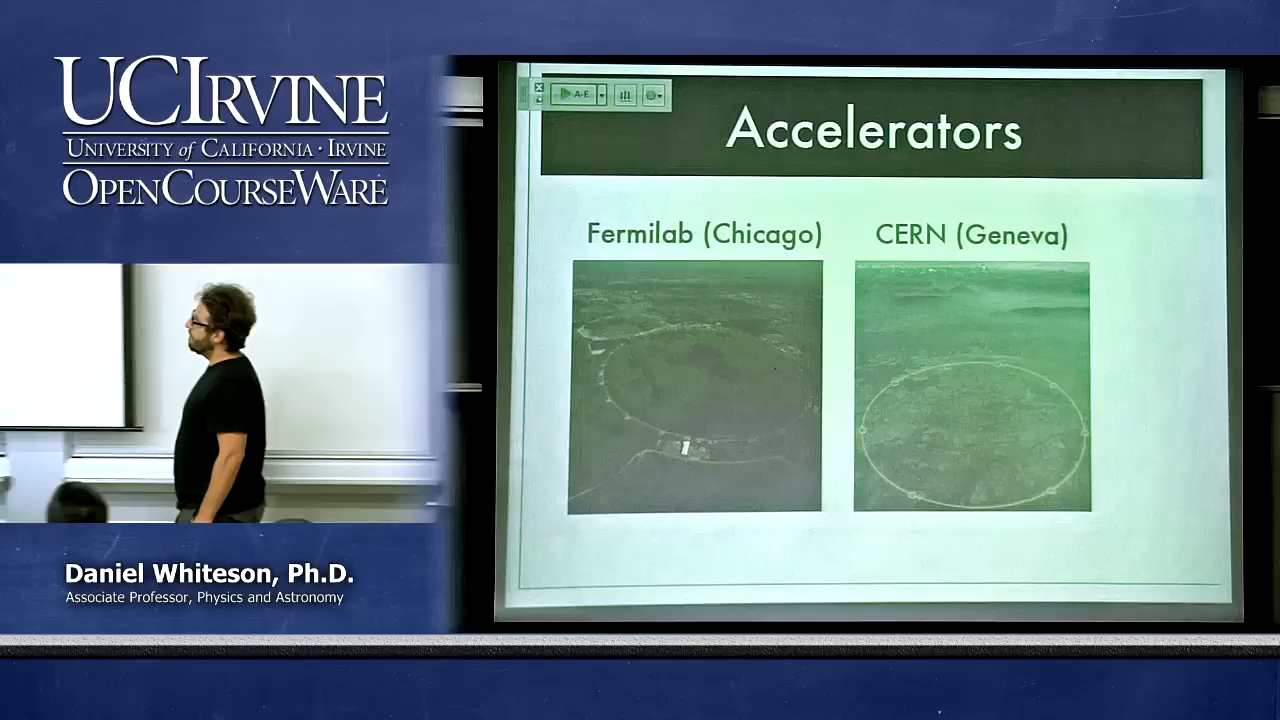 UCIRVINE
UNIVERSITY of CALIFORNIA · IRVINE
OPENCOURSEWARE
A-E
Accelerators
Fermilab (Chicago)
CERN (Geneva)
Daniel Whiteson, Ph.D.
Associate Professor, Physics and Astronomy